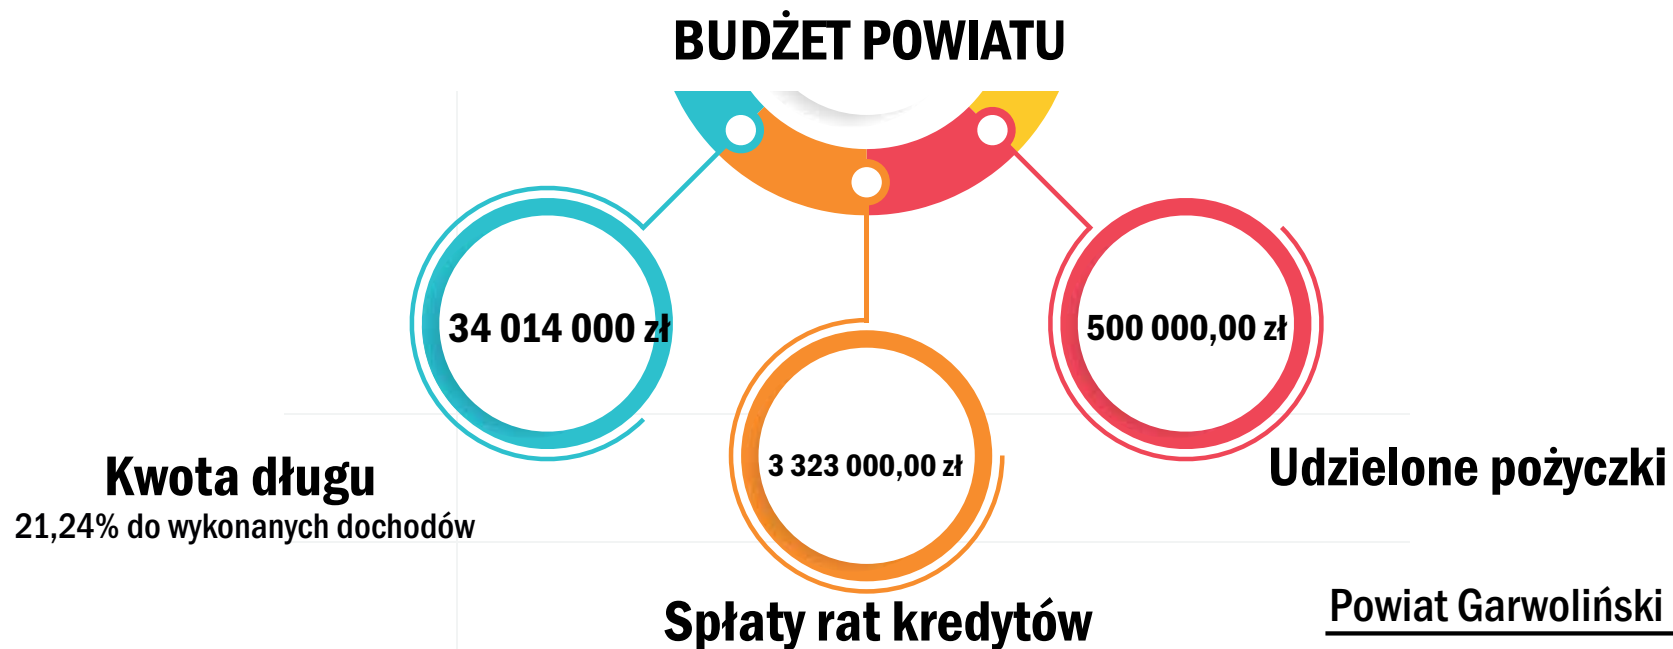 BUDŻET POWIATU
34 014 000 zł
500 000,00 zł
3 323 000,00 zł
Kwota długu
21,24% do wykonanych dochodów
Udzielone pożyczki
Spłaty rat kredytów
Powiat Garwoliński